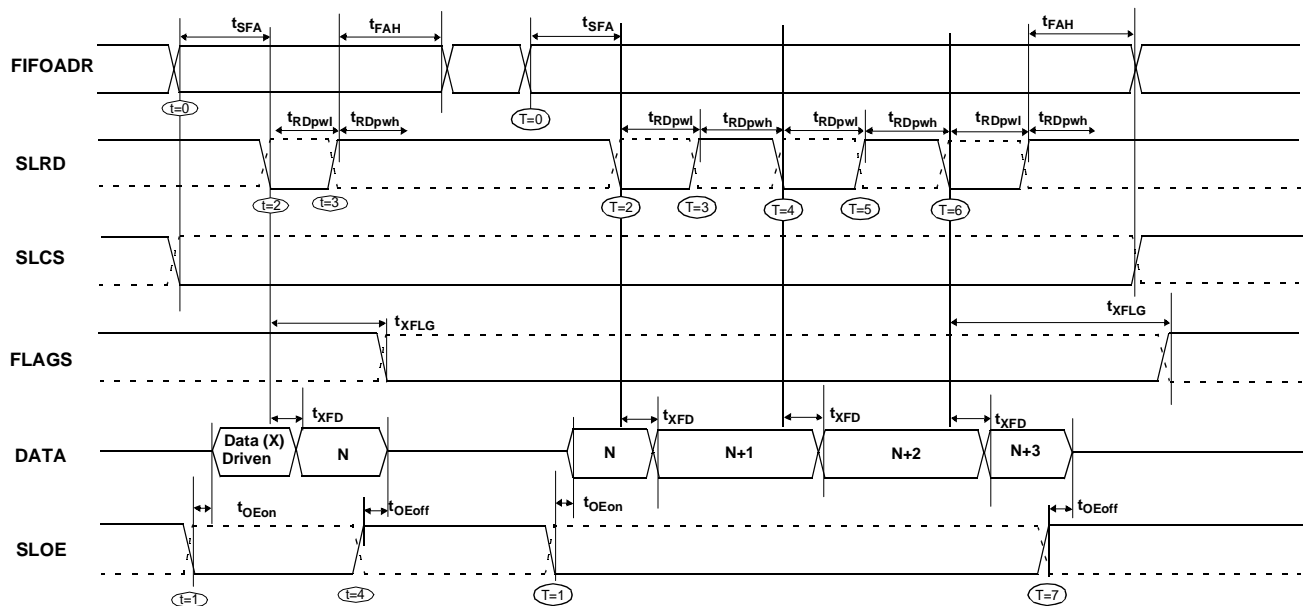 tSFA tFAH tSFA tFAH
FIFOADR
t=0 T=0
tRDpwl tRDpwh tRDpwl tRDpwh tRDpwl tRDpwh tRDpwl tRDpwh
SLRD
t=2 t=3 T=2 T=3 T=4 T=5 T=6
SLCS
tXFLG tXFLG
FLAGS
tXFD tXFD tXFD tXFD
DATA
Data (X)
Driven
N N N+1 N+2 N+3
tOEon tOEoff tOEon tOEoff
SLOE
t=1 t=4 T=1 T=7